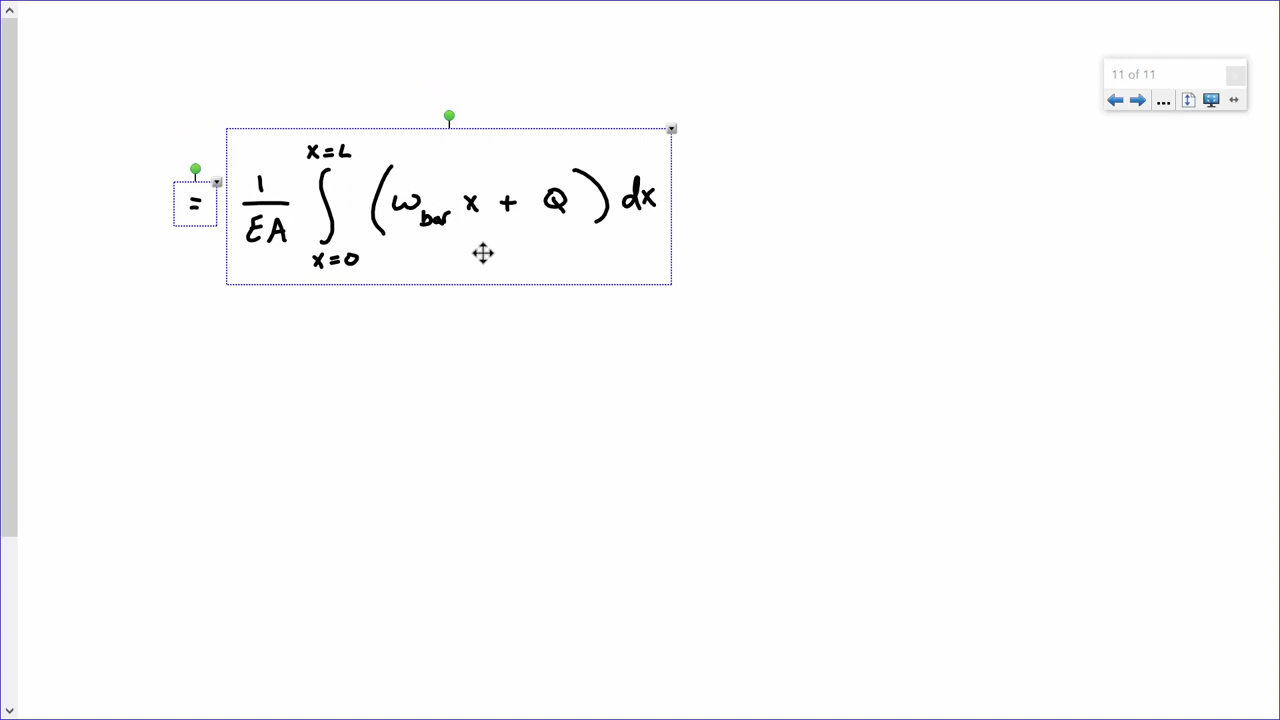 11 of 11
x=L
= 1/EA ∫ (ω_bar x + Q) dx
x=0